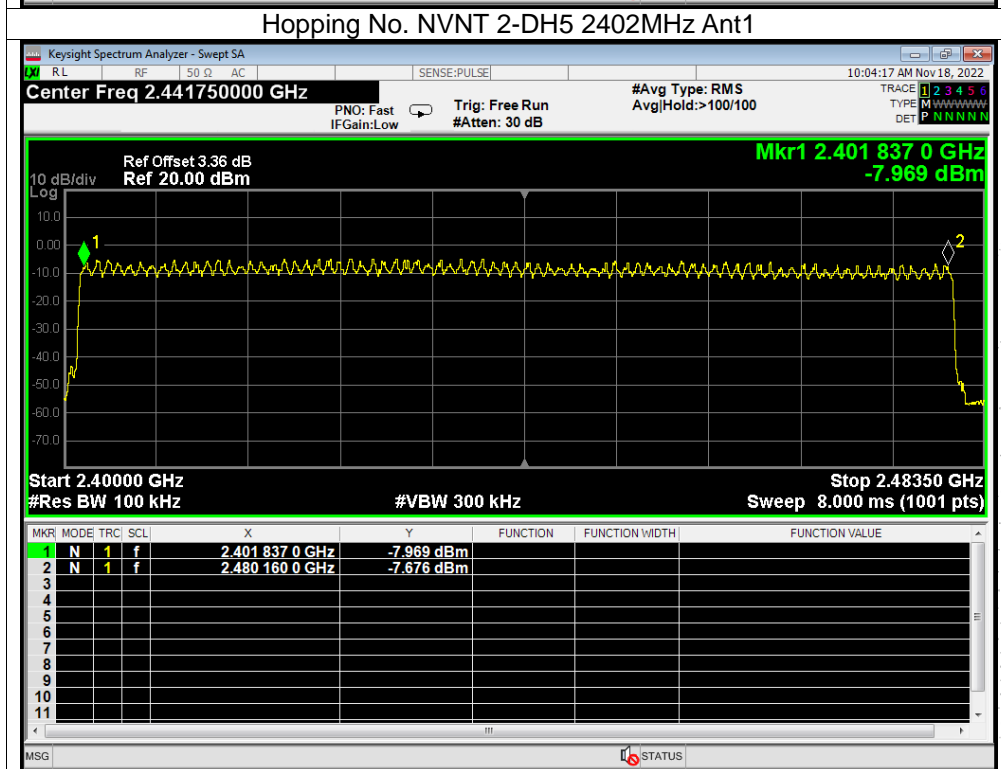 Hopping No. NVNT 2-DH5 2402MHz Ant1
Keysight Spectrum Analyzer - Swept SA
LXI RL RF 50 Ω AC SENSE:PULSE 10:04:17 AM Nov 18, 2022
Center Freq 2.441750000 GHz #Avg Type: RMS TRACE 1 2 3 4 5 6
PNO: Fast Trig: Free Run Avg|Hold:>100/100 TYPE M WWWWW
IFGain:Low #Atten: 30 dB DET P N N N N N
Mkr1 2.401 837 0 GHz
Ref Offset 3.36 dB
10 dB/div Ref 20.00 dBm -7.969 dBm
Log
10.0
0.00 1 2
-10.0
-20.0
-30.0
-40.0
-50.0
-60.0
-70.0
Start 2.40000 GHz Stop 2.48350 GHz
#Res BW 100 kHz #VBW 300 kHz Sweep 8.000 ms (1001 pts)
MKR MODE TRC SCL X Y FUNCTION FUNCTION WIDTH FUNCTION VALUE
1 N 1 f 2.401 837 0 GHz -7.969 dBm
2 N 1 f 2.480 160 0 GHz -7.676 dBm
3
4
5
6
7
8
9
10
11
MSG STATUS